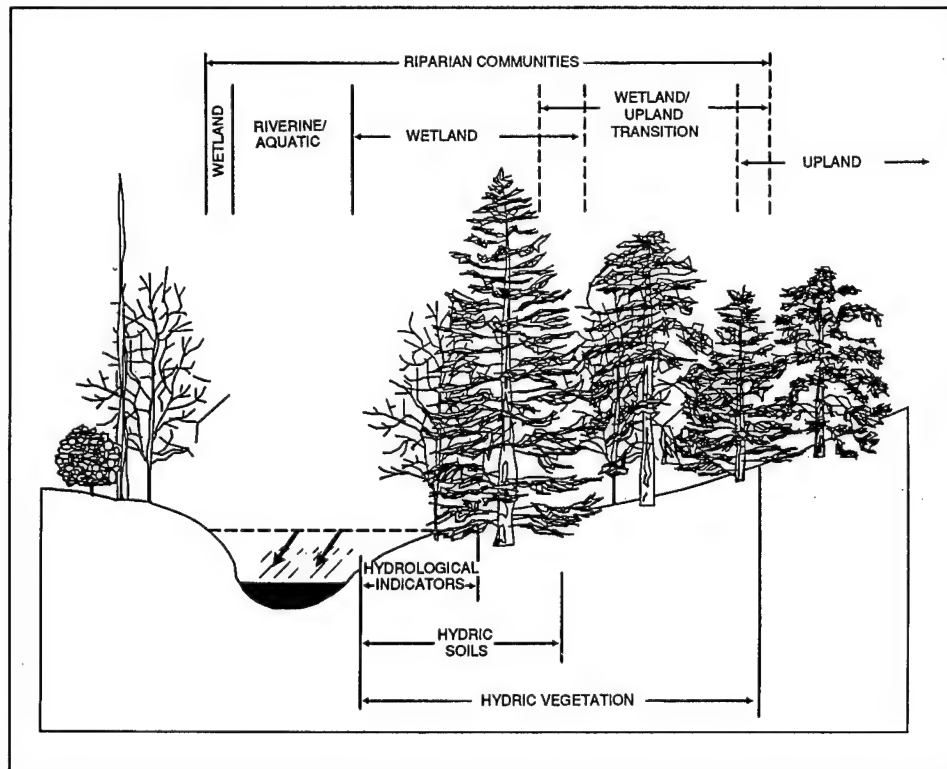 RIPARIAN COMMUNITIES
WETLAND
RIVERINE/
AQUATIC
WETLAND
WETLAND/
UPLAND
TRANSITION
UPLAND
HYDROLOGICAL
INDICATORS
HYDRIC
SOILS
HYDRIC VEGETATION